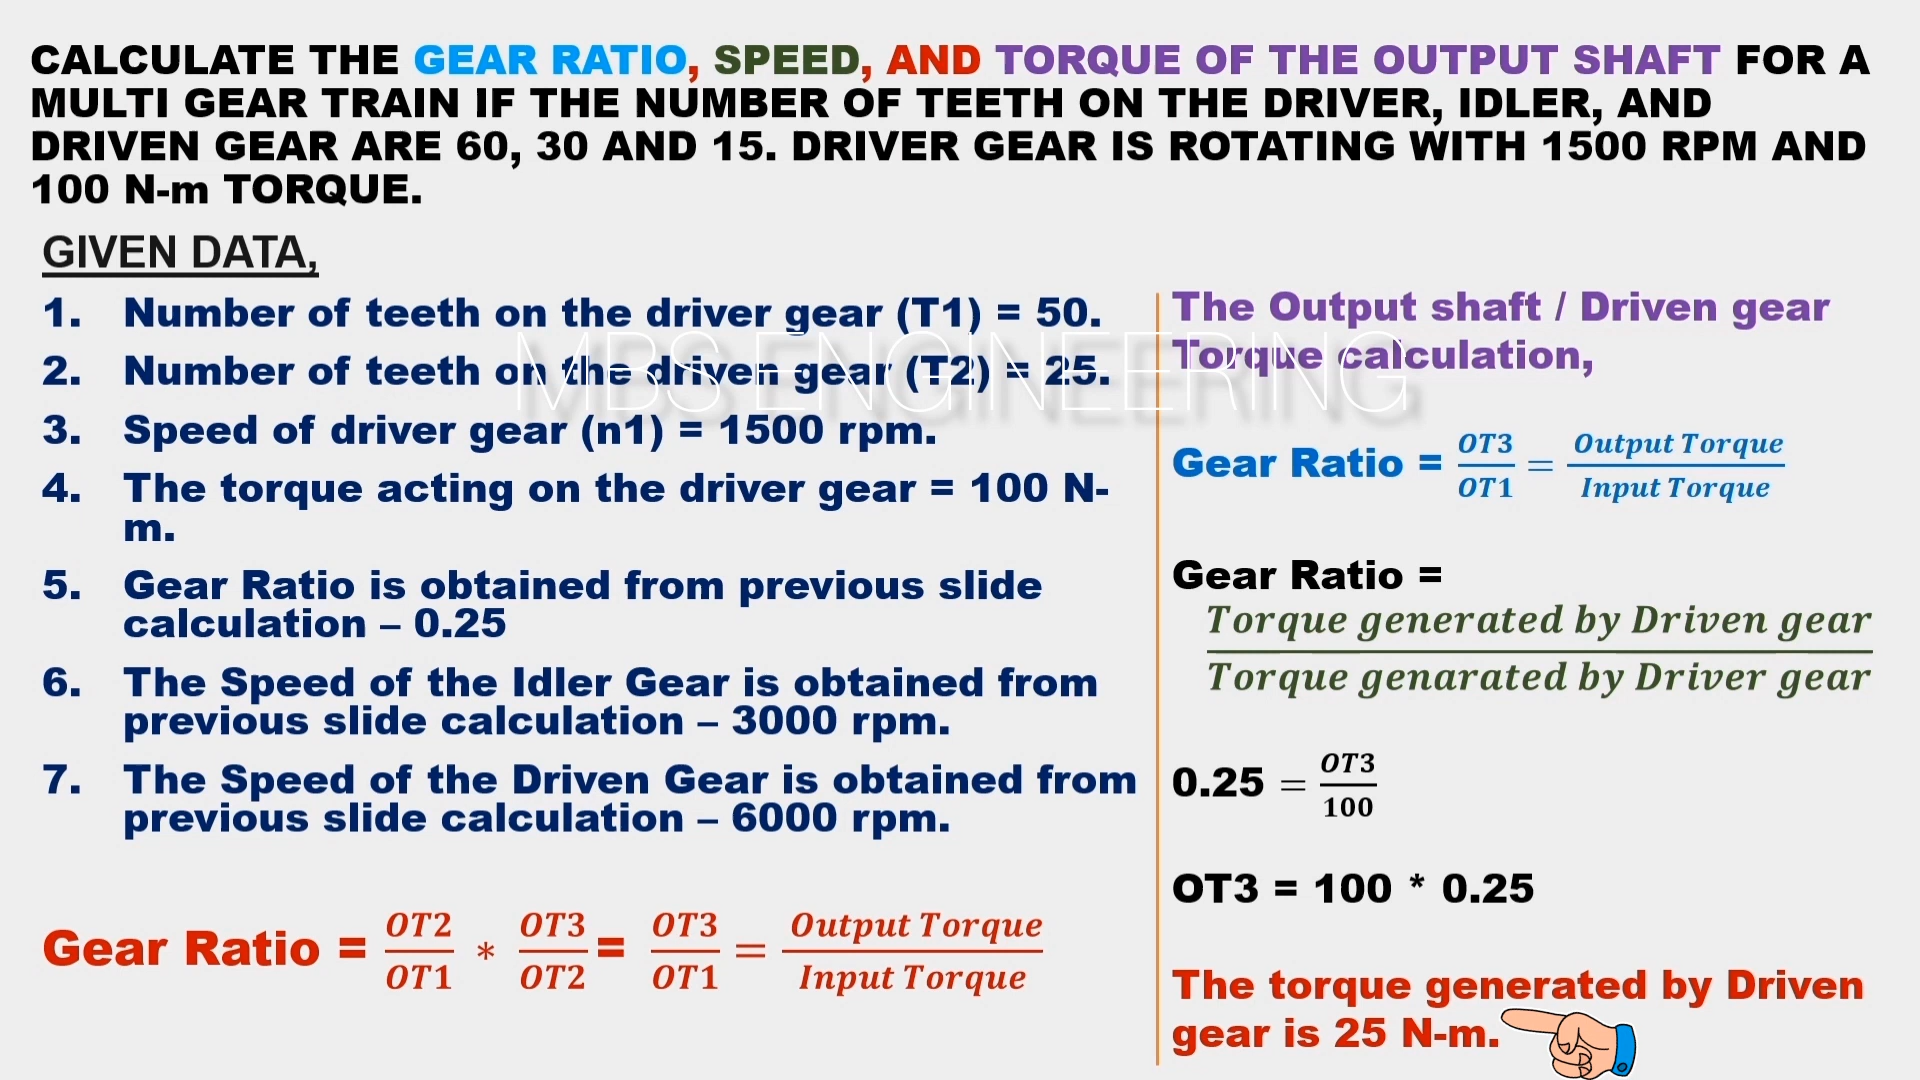 CALCULATE THE GEAR RATIO, SPEED, AND TORQUE OF THE OUTPUT SHAFT FOR A
MULTI GEAR TRAIN IF THE NUMBER OF TEETH ON THE DRIVER, IDLER, AND
DRIVEN GEAR ARE 60, 30 AND 15. DRIVER GEAR IS ROTATING WITH 1500 RPM AND
100 N-m TORQUE.
GIVEN DATA,
1. Number of teeth on the driver gear (T1) = 50.
2. Number of teeth on the driven gear (T2) = 25.
3. Speed of driver gear (n1) = 1500 rpm.
4. The torque acting on the driver gear = 100 N-
m.
5. Gear Ratio is obtained from previous slide
calculation – 0.25
6. The Speed of the Idler Gear is obtained from
previous slide calculation – 3000 rpm.
7. The Speed of the Driven Gear is obtained from
previous slide calculation – 6000 rpm.
Gear Ratio = OT2/OT1 * OT3/OT2 = OT3/OT1 = Output Torque/Input Torque
MBS ENGINEERING
The Output shaft / Driven gear
Torque calculation,
Gear Ratio = OT3/OT1 = Output Torque/Input Torque
Gear Ratio =
Torque generated by Driven gear
Torque genarated by Driver gear
0.25 = OT3/100
OT3 = 100 * 0.25
The torque generated by Driven
gear is 25 N-m.